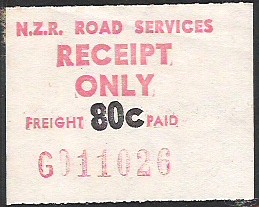 N.Z.R. ROAD SERVICES
RECEIPT
ONLY
FREIGHT 80c PAID
G011026